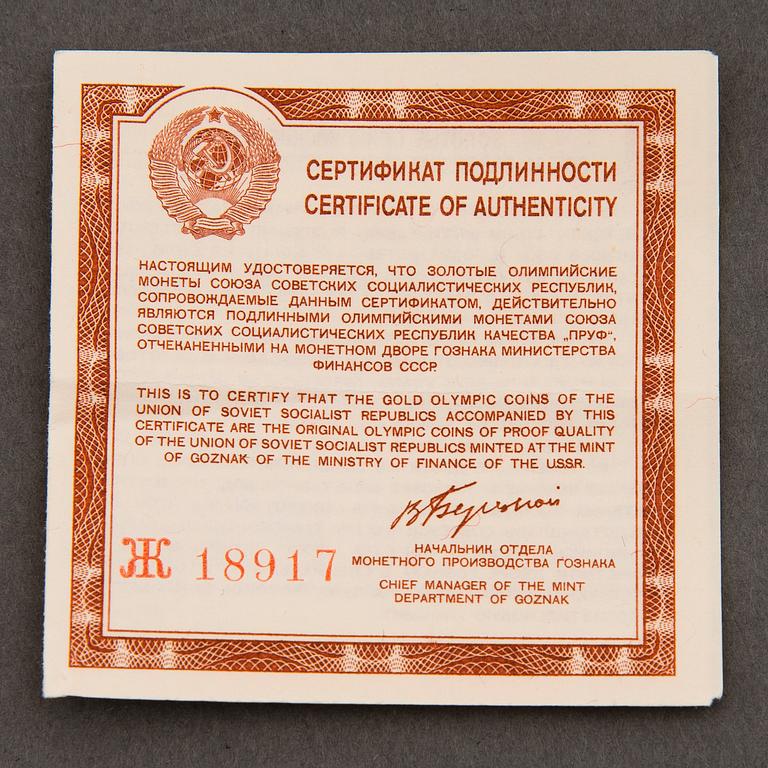 СЕРТИФИКАТ ПОДЛИННОСТИ
CERTIFICATE OF AUTHENTICITY
НАСТОЯЩИМ УДОСТОВЕРЯЕТСЯ, ЧТО ЗОЛОТЫЕ ОЛИМПИЙСКИЕ
МОНЕТЫ СОЮЗА СОВЕТСКИХ СОЦИАЛИСТИЧЕСКИХ РЕСПУБЛИК,
СОПРОВОЖДАЕМЫЕ ДАННЫМ СЕРТИФИКАТОМ, ДЕЙСТВИТЕЛЬНО
ЯВЛЯЮТСЯ ПОДЛИННЫМИ ОЛИМПИЙСКИМИ МОНЕТАМИ СОЮЗА
СОВЕТСКИХ СОЦИАЛИСТИЧЕСКИХ РЕСПУБЛИК КАЧЕСТВА „ПРУФ“,
ОТЧЕКАНЕННЫМИ НА МОНЕТНОМ ДВОРЕ ГОЗНАКА МИНИСТЕРСТВА
ФИНАНСОВ СССР.
THIS IS TO CERTIFY THAT THE GOLD OLYMPIC COINS OF THE
UNION OF SOVIET SOCIALIST REPUBLICS ACCOMPANIED BY THIS
CERTIFICATE ARE THE ORIGINAL OLYMPIC COINS OF PROOF QUALITY
OF THE UNION OF SOVIET SOCIALIST REPUBLICS MINTED AT THE MINT
OF GOZNAK OF THE MINISTRY OF FINANCE OF THE U.S.S.R.
Ж 18917
НАЧАЛЬНИК ОТДЕЛА
МОНЕТНОГО ПРОИЗВОДСТВА ГОЗНАКА
CHIEF MANAGER OF THE MINT
DEPARTMENT OF GOZNAK